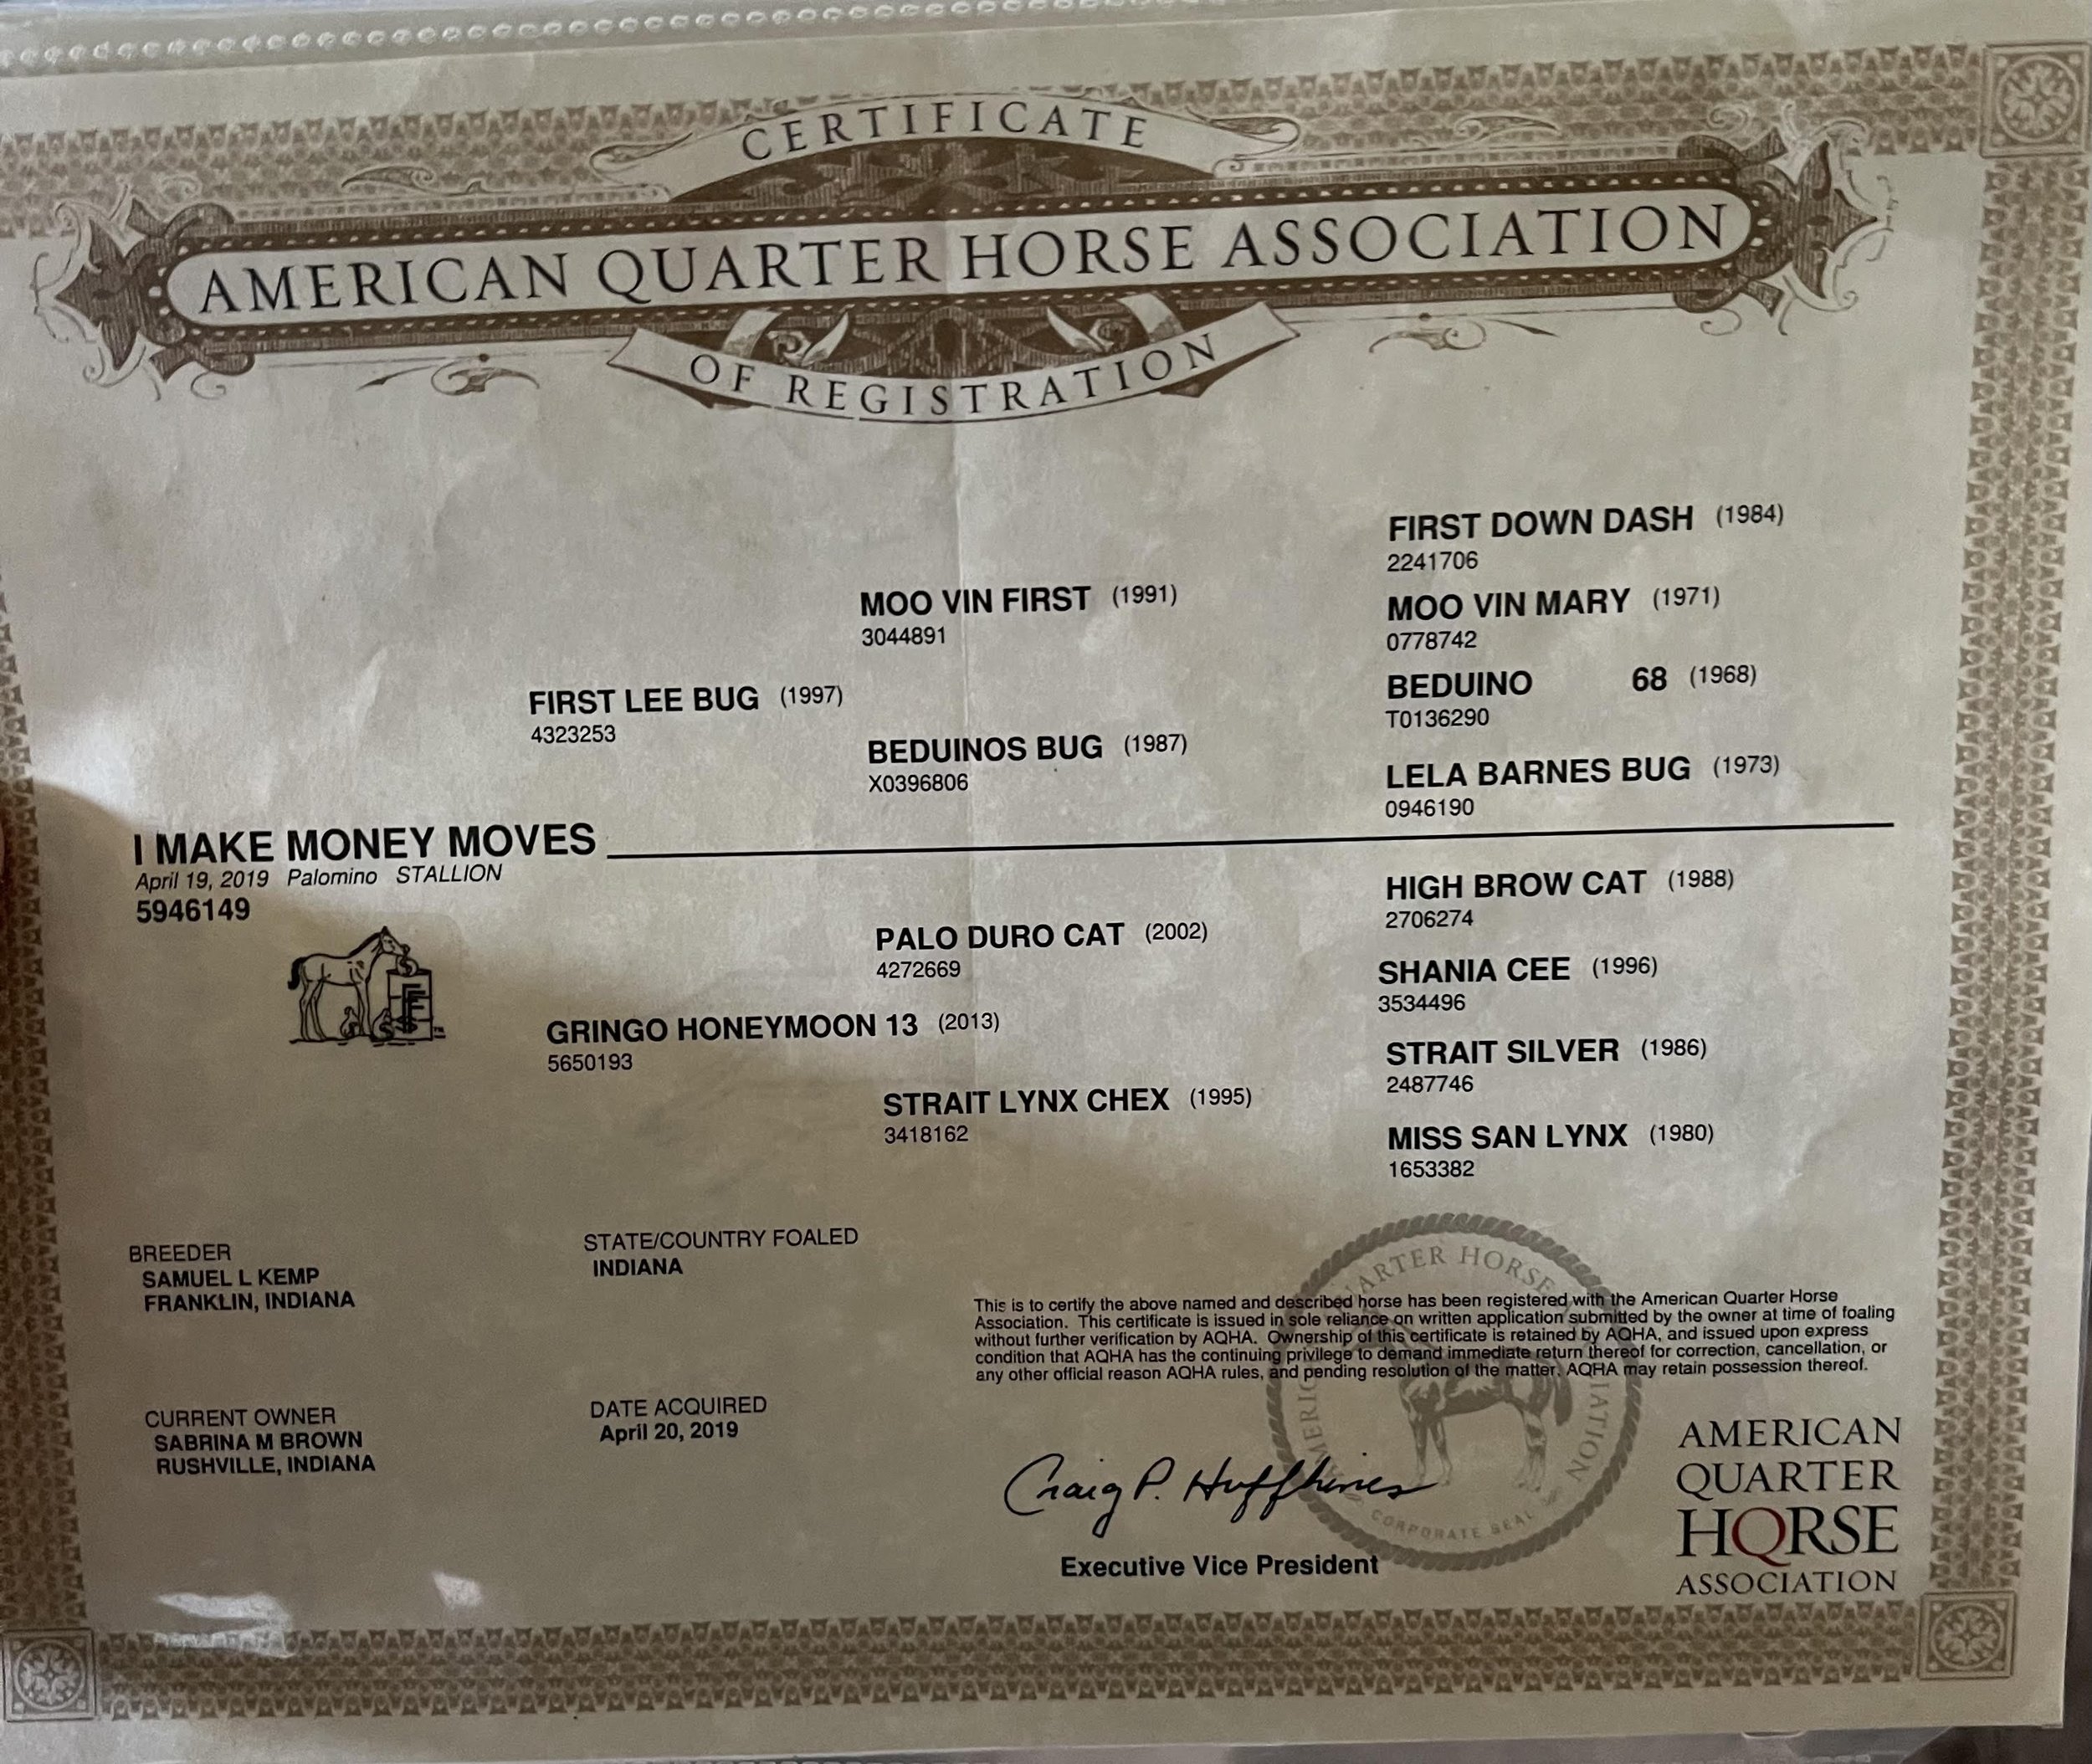 CERTIFICATE
AMERICAN QUARTER HORSE ASSOCIATION
OF REGISTRATION
FIRST DOWN DASH (1984)
2241706
MOO VIN FIRST (1991)
3044891
MOO VIN MARY (1971)
0778742
FIRST LEE BUG (1997)
4323253
BEDUINO 68 (1968)
T0136290
BEDUINOS BUG (1987)
X0396806
LELA BARNES BUG (1973)
0946190
I MAKE MONEY MOVES
April 19, 2019 Palomino STALLION
5946149
HIGH BROW CAT (1988)
2706274
PALO DURO CAT (2002)
4272669
SHANIA CEE (1996)
3534496
GRINGO HONEYMOON 13 (2013)
5650193
STRAIT SILVER (1986)
2487746
STRAIT LYNX CHEX (1995)
3418162
MISS SAN LYNX (1980)
1653382
BREEDER
SAMUEL L KEMP
FRANKLIN, INDIANA
STATE/COUNTRY FOALED
INDIANA
CURRENT OWNER
SABRINA M BROWN
RUSHVILLE, INDIANA
DATE ACQUIRED
April 20, 2019
This is to certify the above named and described horse has been registered with the American Quarter Horse
Association. This certificate is issued in sole reliance on written application submitted by the owner at time of foaling
without further verification by AQHA. Ownership of this certificate is retained by AQHA, and issued upon express
condition that AQHA has the continuing privilege to demand immediate return thereof for correction, cancellation, or
any other official reason AQHA rules, and pending resolution of the matter, AQHA may retain possession thereof.
Craig P. Huffhines
Executive Vice President
QUARTER HORSE
CORPORATE SEAL
AMERICAN
QUARTER
HORSE
ASSOCIATION